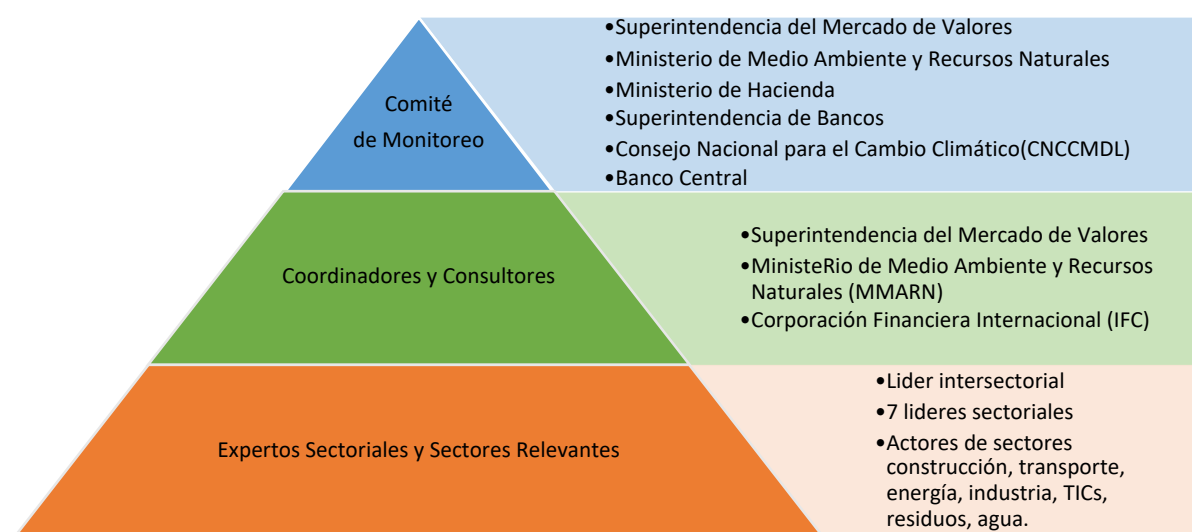 Comité
de Monitoreo
•Superintendencia del Mercado de Valores
•Ministerio de Medio Ambiente y Recursos Naturales
•Ministerio de Hacienda
•Superintendencia de Bancos
•Consejo Nacional para el Cambio Climático(CNCCMDL)
•Banco Central
Coordinadores y Consultores
•Superintendencia del Mercado de Valores
•MinisteRio de Medio Ambiente y Recursos
Naturales (MMARN)
•Corporación Financiera Internacional (IFC)
Expertos Sectoriales y Sectores Relevantes
•Lider intersectorial
•7 lideres sectoriales
•Actores de sectores
construcción, transporte,
energía, industria, TICs,
residuos, agua.